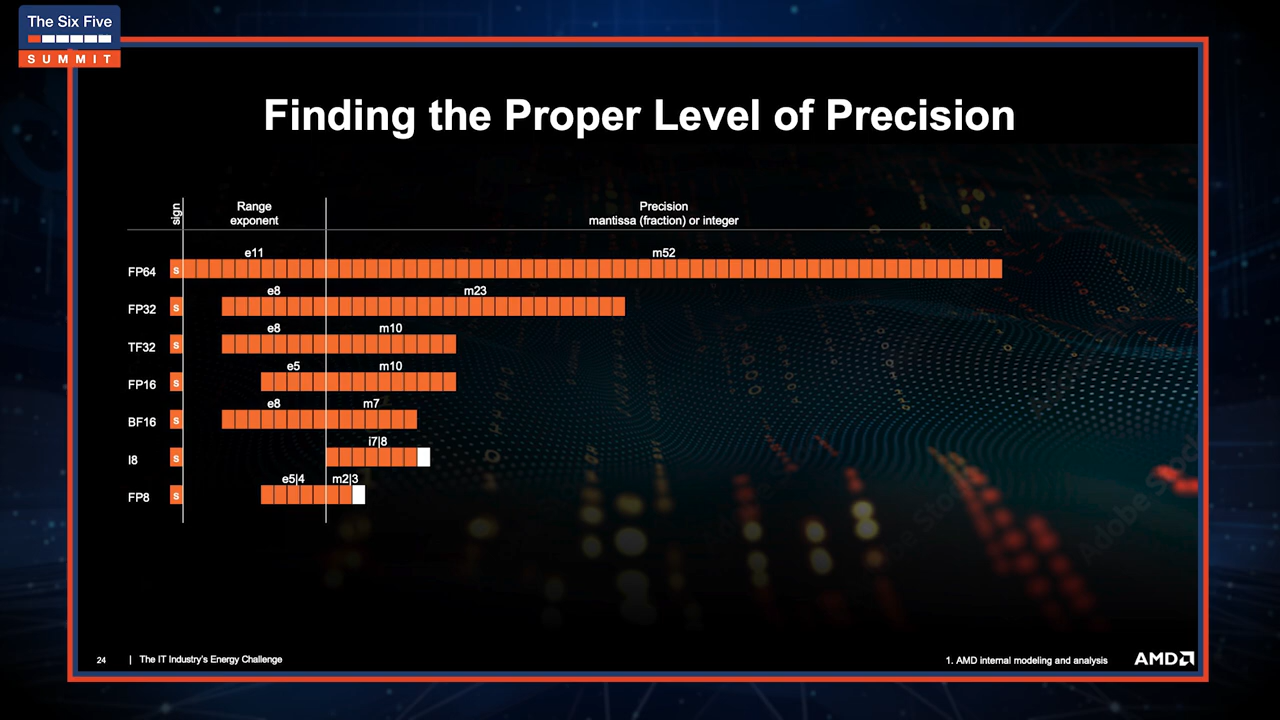 The Six Five
SUMMIT
Finding the Proper Level of Precision
sign
Range
exponent
Precision
mantissa (fraction) or integer
e11
m52
FP64
s
e8
m23
FP32
s
e8
m10
TF32
s
e5
m10
FP16
s
e8
m7
BF16
s
i7|8
I8
s
e5|4
m2|3
FP8
s
Adobe Stock
24
| The IT Industry's Energy Challenge
1. AMD internal modeling and analysis
AMD